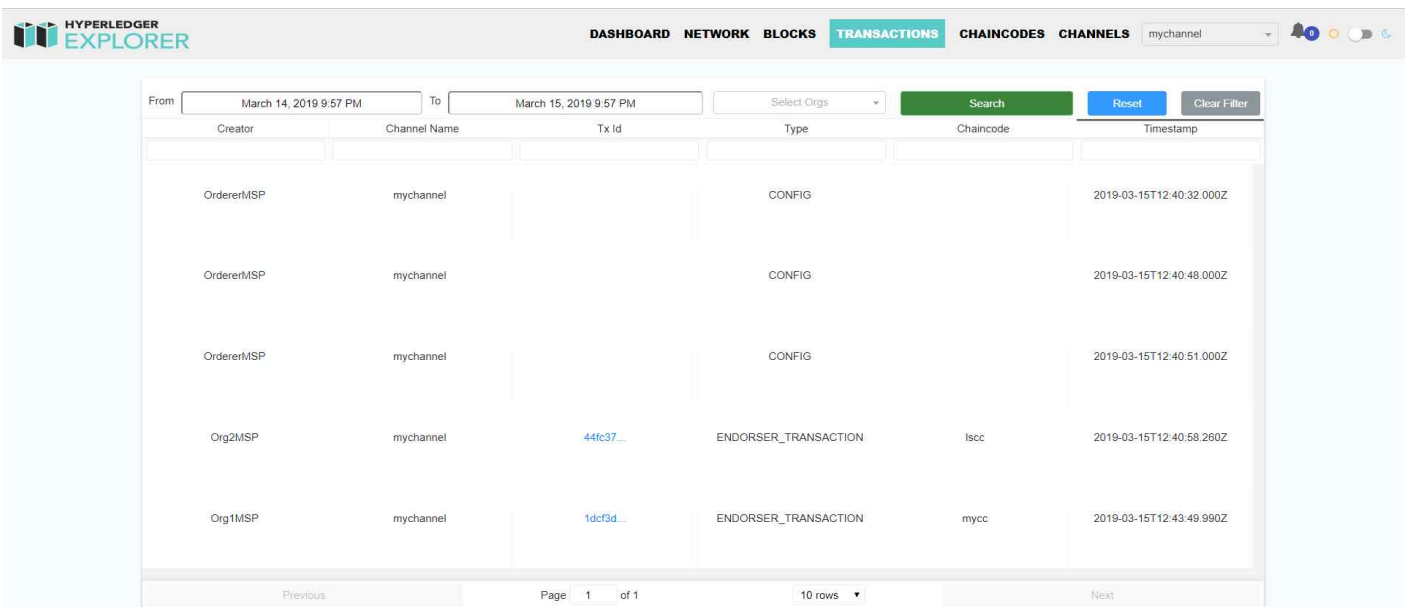 HYPERLEDGER
EXPLORER
DASHBOARD NETWORK BLOCKS TRANSACTIONS CHAINCODES CHANNELS mychannel 0
From March 14, 2019 9:57 PM To March 15, 2019 9:57 PM Select Orgs Search Reset Clear Filter
Creator Channel Name Tx Id Type Chaincode Timestamp
OrdererMSP mychannel CONFIG 2019-03-15T12:40:32.000Z
OrdererMSP mychannel CONFIG 2019-03-15T12:40:48.000Z
OrdererMSP mychannel CONFIG 2019-03-15T12:40:51.000Z
Org2MSP mychannel 44fc37... ENDORSER_TRANSACTION lscc 2019-03-15T12:40:58.260Z
Org1MSP mychannel 1dcf3d... ENDORSER_TRANSACTION mycc 2019-03-15T12:43:49.990Z
Previous Page 1 of 1 10 rows Next